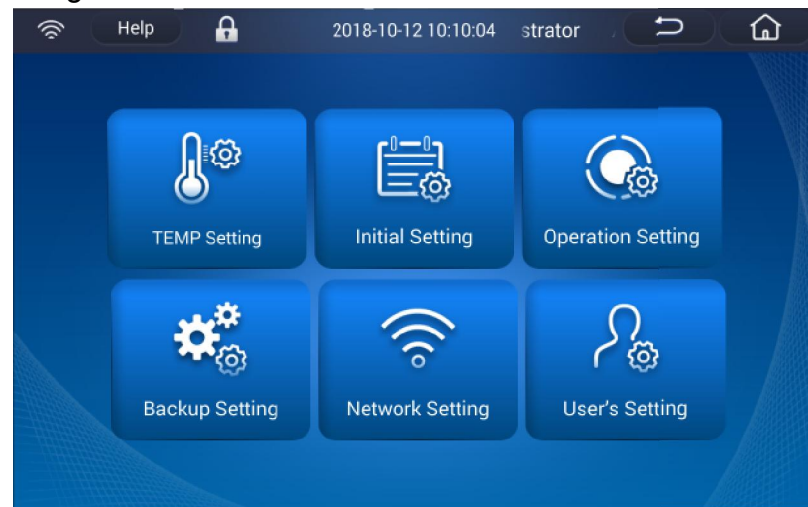 Help 2018-10-12 10:10:04 strator
TEMP Setting Initial Setting Operation Setting
Backup Setting Network Setting User's Setting